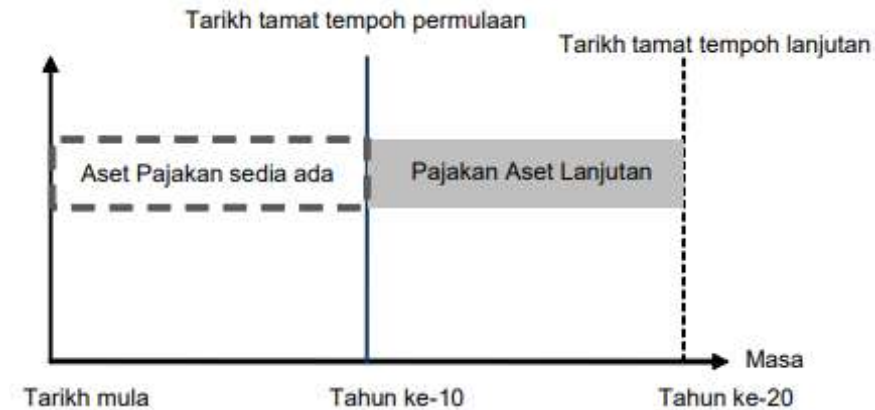 Tarikh tamat tempoh permulaan
Tarikh tamat tempoh lanjutan
Aset Pajakan sedia ada
Pajakan Aset Lanjutan
Masa
Tarikh mula
Tahun ke-10
Tahun ke-20